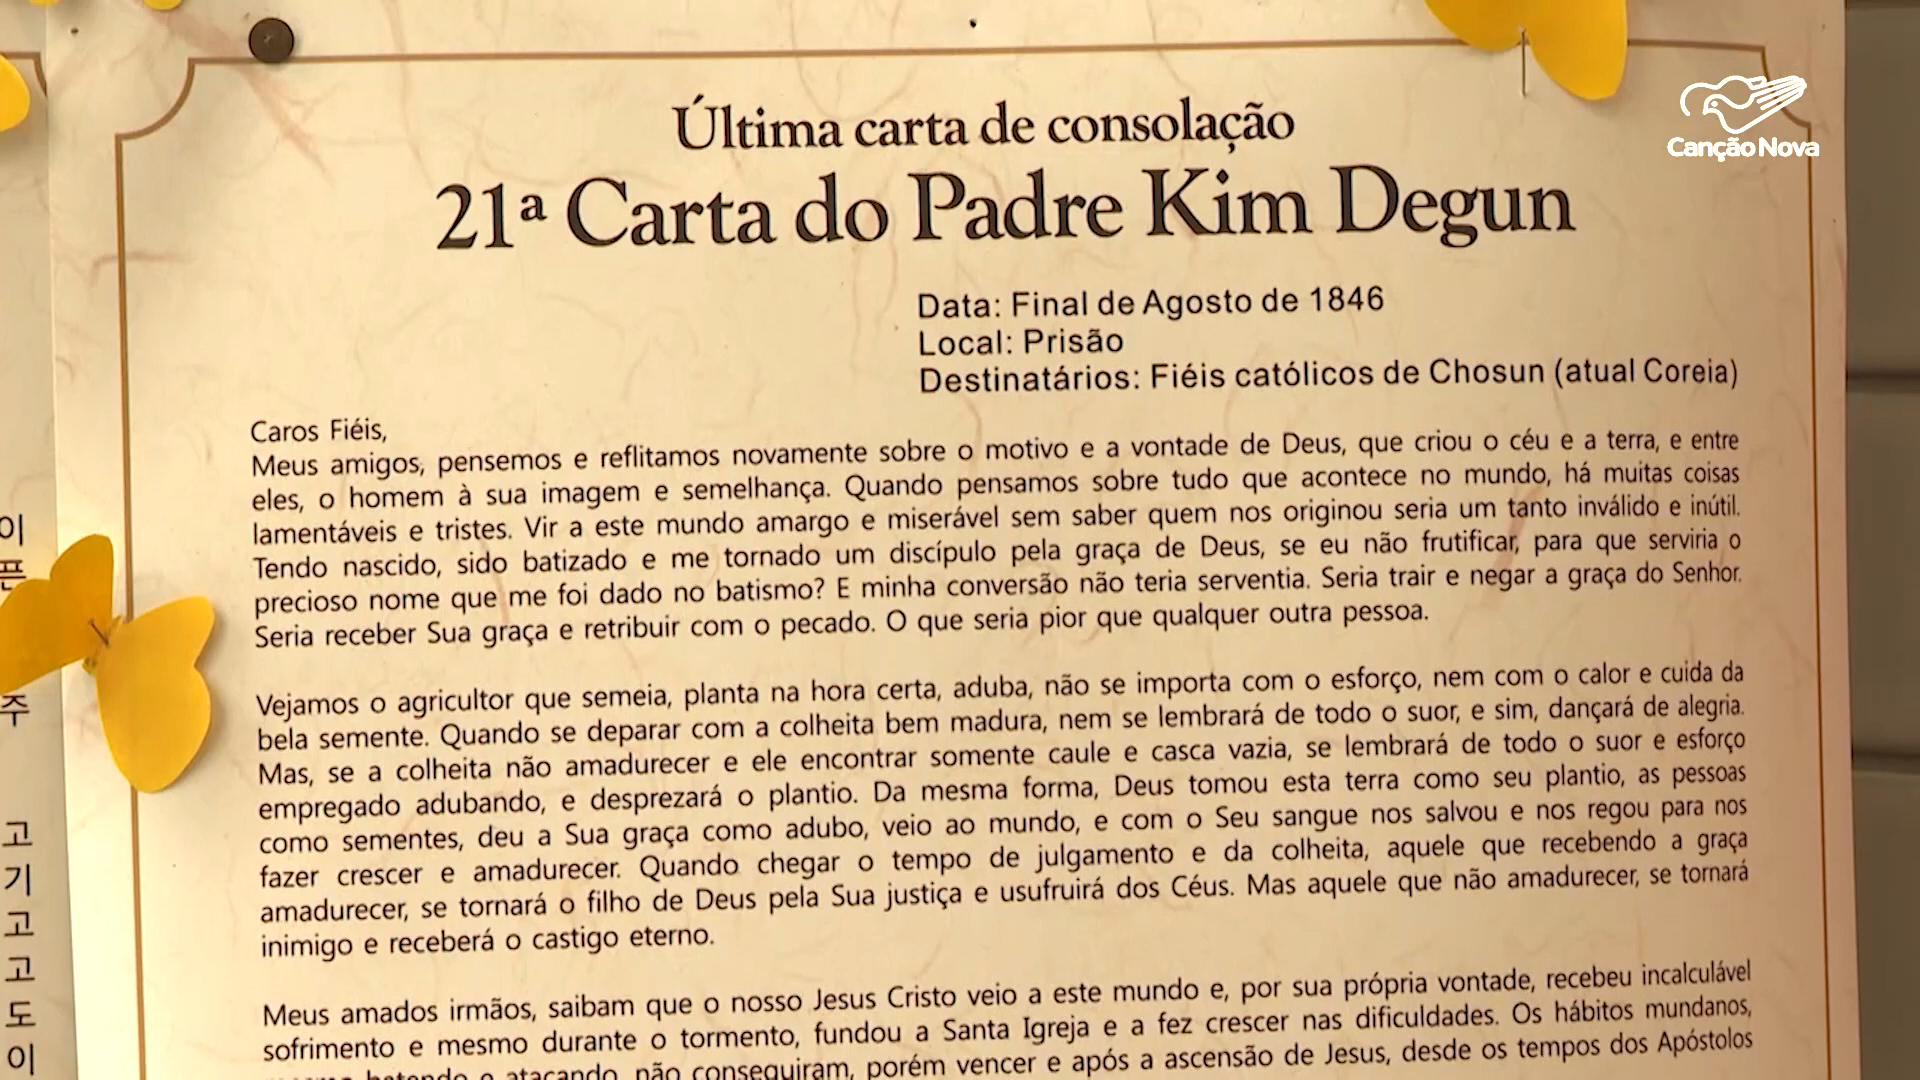 Canção Nova
Última carta de consolação
21ª Carta do Padre Kim Degun
Data: Final de Agosto de 1846
Local: Prisão
Destinatários: Fiéis católicos de Chosun (atual Coreia)
Caros Fiéis,
Meus amigos, pensemos e reflitamos novamente sobre o motivo e a vontade de Deus, que criou o céu e a terra, e entre
eles, o homem à sua imagem e semelhança. Quando pensamos sobre tudo que acontece no mundo, há muitas coisas
lamentáveis e tristes. Vir a este mundo amargo e miserável sem saber quem nos originou seria um tanto inválido e inútil.
Tendo nascido, sido batizado e me tornado um discípulo pela graça de Deus, se eu não frutificar, para que serviria o
precioso nome que me foi dado no batismo? E minha conversão não teria serventia. Seria trair e negar a graça do Senhor.
Seria receber Sua graça e retribuir com o pecado. O que seria pior que qualquer outra pessoa.
Vejamos o agricultor que semeia, planta na hora certa, aduba, não se importa com o esforço, nem com o calor e cuida da
bela semente. Quando se deparar com a colheita bem madura, nem se lembrará de todo o suor, e sim, dançará de alegria.
Mas, se a colheita não amadurecer e ele encontrar somente caule e casca vazia, se lembrará de todo o suor e esforço
empregado adubando, e desprezará o plantio. Da mesma forma, Deus tomou esta terra como seu plantio, as pessoas
como sementes, deu a Sua graça como adubo, veio ao mundo, e com o Seu sangue nos salvou e nos regou para nos
fazer crescer e amadurecer. Quando chegar o tempo de julgamento e da colheita, aquele que recebendo a graça
amadurecer, se tornará o filho de Deus pela Sua justiça e usufruirá dos Céus. Mas aquele que não amadurecer, se tornará
inimigo e receberá o castigo eterno.
Meus amados irmãos, saibam que o nosso Jesus Cristo veio a este mundo e, por sua própria vontade, recebeu incalculável
sofrimento e mesmo durante o tormento, fundou a Santa Igreja e a fez crescer nas dificuldades. Os hábitos mundanos,
mesmo batendo e atacando, não conseguiram, porém vencer e após a ascensão de Jesus, desde os tempos dos Apóstolos
이
주
고
기
고
고
도
이